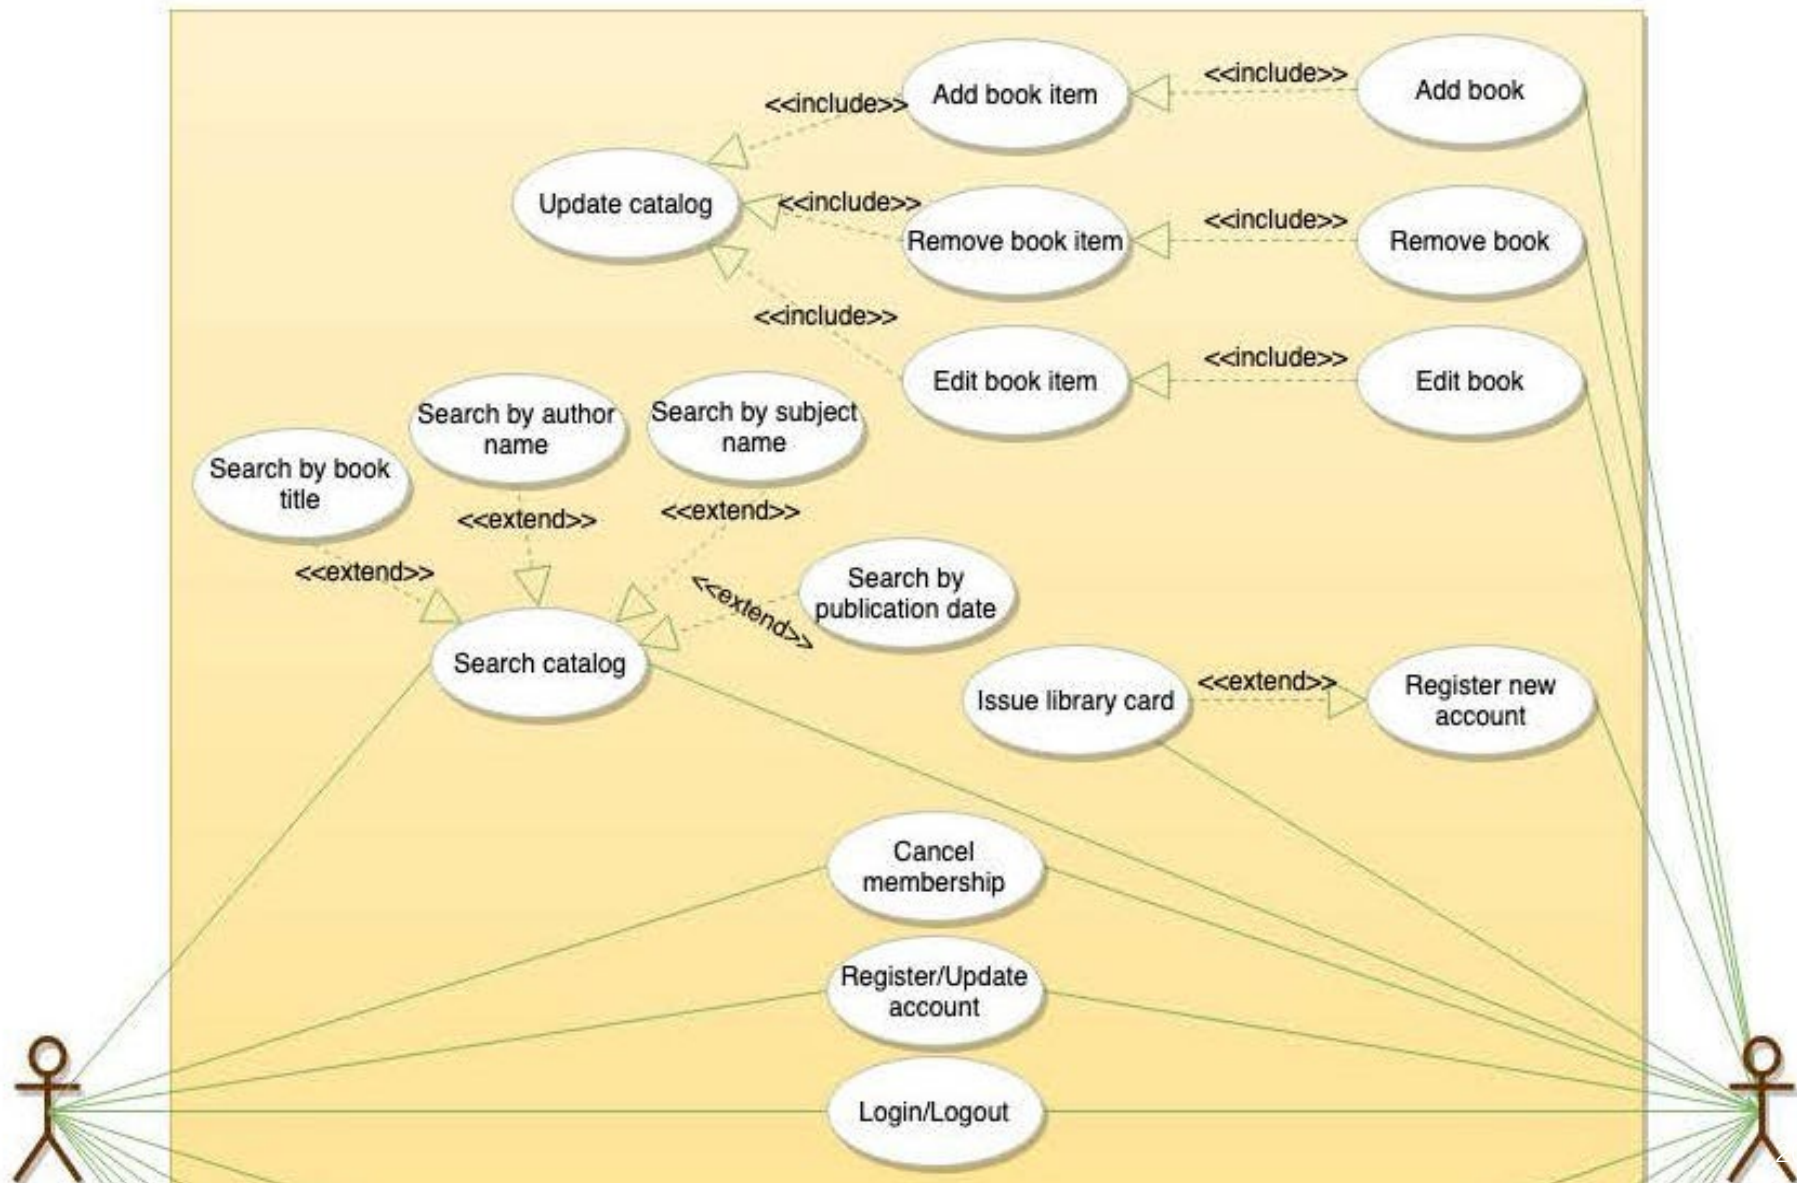 <<include>>
Add book item
<<include>>
Add book
Update catalog
<<include>>
Remove book item
<<include>>
Remove book
<<include>>
Edit book item
<<include>>
Edit book
Search by book
title
Search by author
name
Search by subject
name
<<extend>>
<<extend>>
<<extend>>
<<extend>>
Search by
publication date
Search catalog
Issue library card
<<extend>>
Register new
account
Cancel
membership
Register/Update
account
Login/Logout